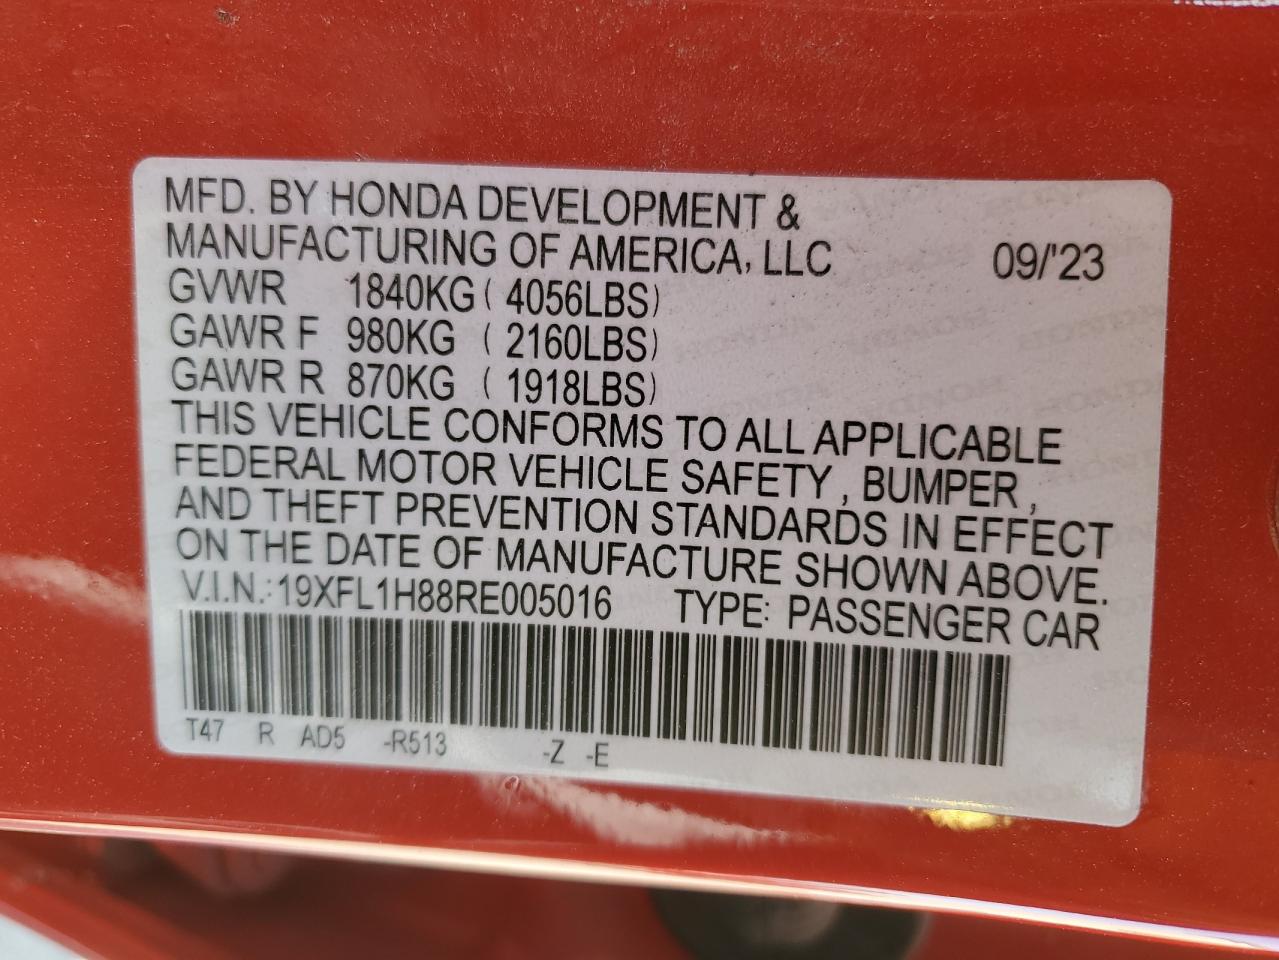 MFD. BY HONDA DEVELOPMENT &
MANUFACTURING OF AMERICA, LLC 09/'23
GVWR 1840KG ( 4056LBS)
GAWR F 980KG ( 2160LBS)
GAWR R 870KG ( 1918LBS)
THIS VEHICLE CONFORMS TO ALL APPLICABLE
FEDERAL MOTOR VEHICLE SAFETY , BUMPER ,
AND THEFT PREVENTION STANDARDS IN EFFECT
ON THE DATE OF MANUFACTURE SHOWN ABOVE.
V.I.N.: 19XFL1H88RE005016 TYPE: PASSENGER CAR
T47 R AD5 -R513 -Z -E